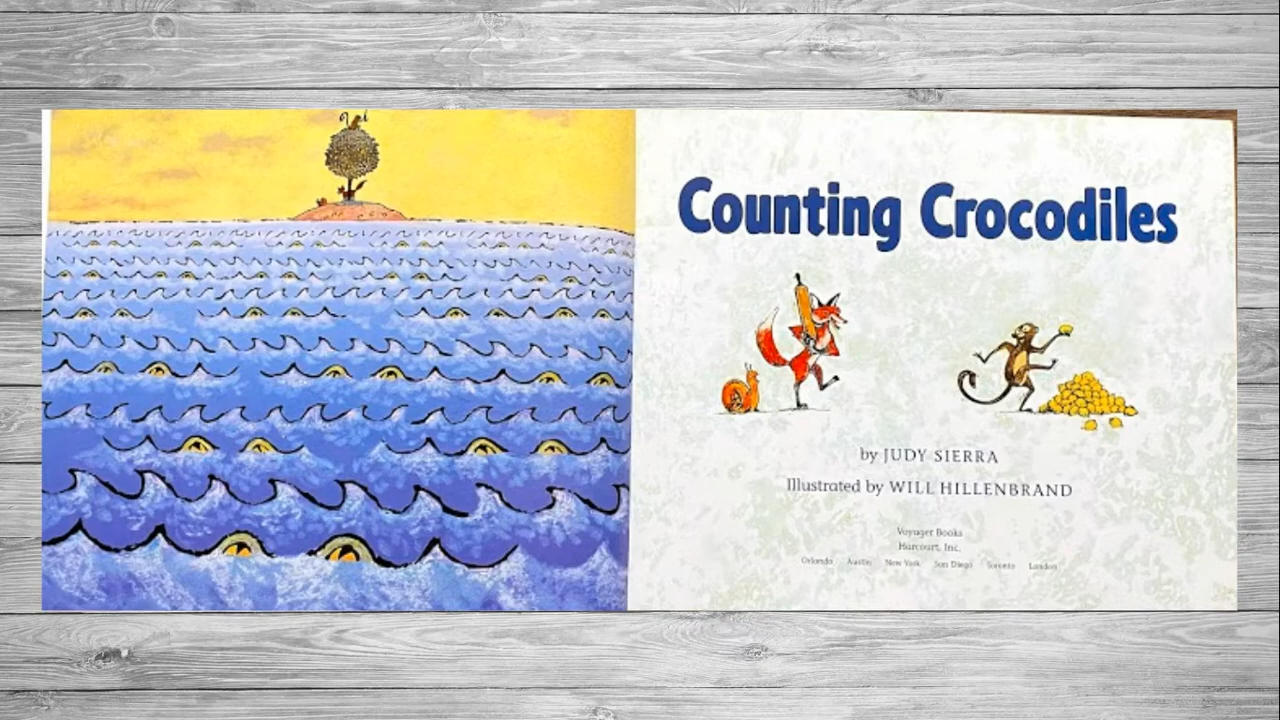 Counting Crocodiles
by JUDY SIERRA
Illustrated by WILL HILLENBRAND
Voyager Books
Harcourt, Inc.
Orlando Austin New York San Diego Toronto London